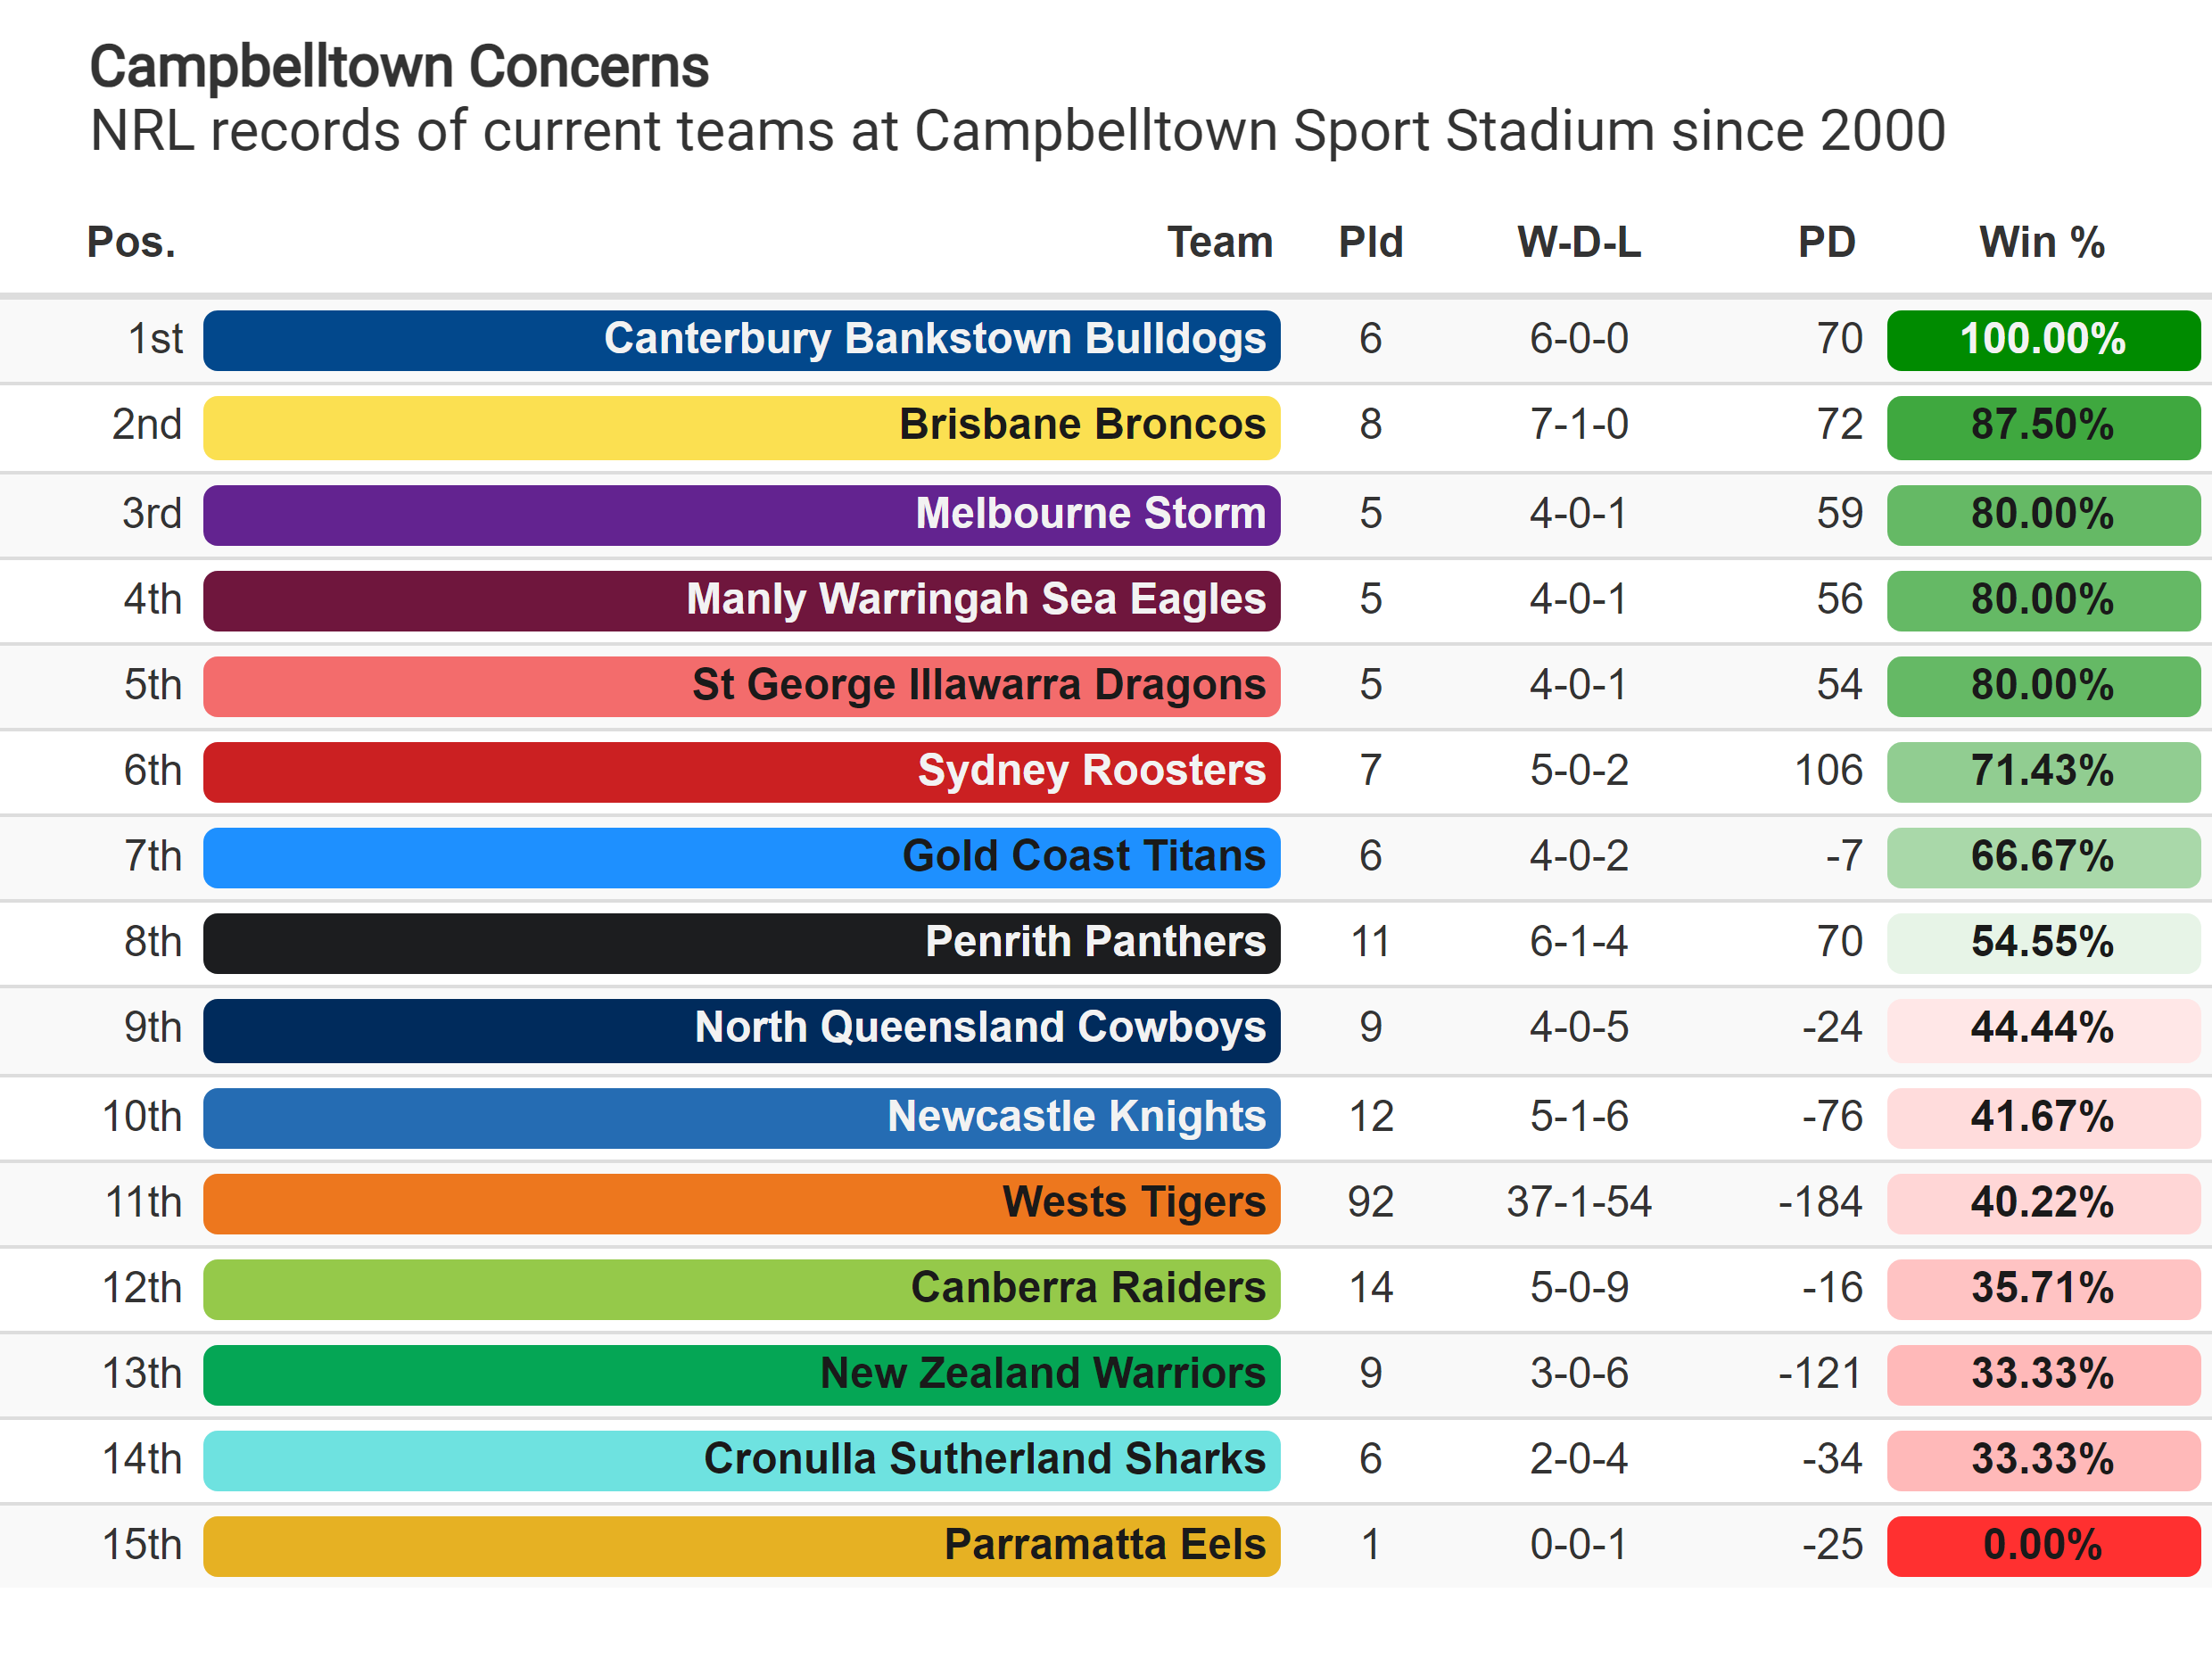 Campbelltown Concerns
NRL records of current teams at Campbelltown Sport Stadium since 2000
Pos. Team Pld W-D-L PD Win %
1st Canterbury Bankstown Bulldogs 6 6-0-0 70 100.00%
2nd Brisbane Broncos 8 7-1-0 72 87.50%
3rd Melbourne Storm 5 4-0-1 59 80.00%
4th Manly Warringah Sea Eagles 5 4-0-1 56 80.00%
5th St George Illawarra Dragons 5 4-0-1 54 80.00%
6th Sydney Roosters 7 5-0-2 106 71.43%
7th Gold Coast Titans 6 4-0-2 -7 66.67%
8th Penrith Panthers 11 6-1-4 70 54.55%
9th North Queensland Cowboys 9 4-0-5 -24 44.44%
10th Newcastle Knights 12 5-1-6 -76 41.67%
11th Wests Tigers 92 37-1-54 -184 40.22%
12th Canberra Raiders 14 5-0-9 -16 35.71%
13th New Zealand Warriors 9 3-0-6 -121 33.33%
14th Cronulla Sutherland Sharks 6 2-0-4 -34 33.33%
15th Parramatta Eels 1 0-0-1 -25 0.00%